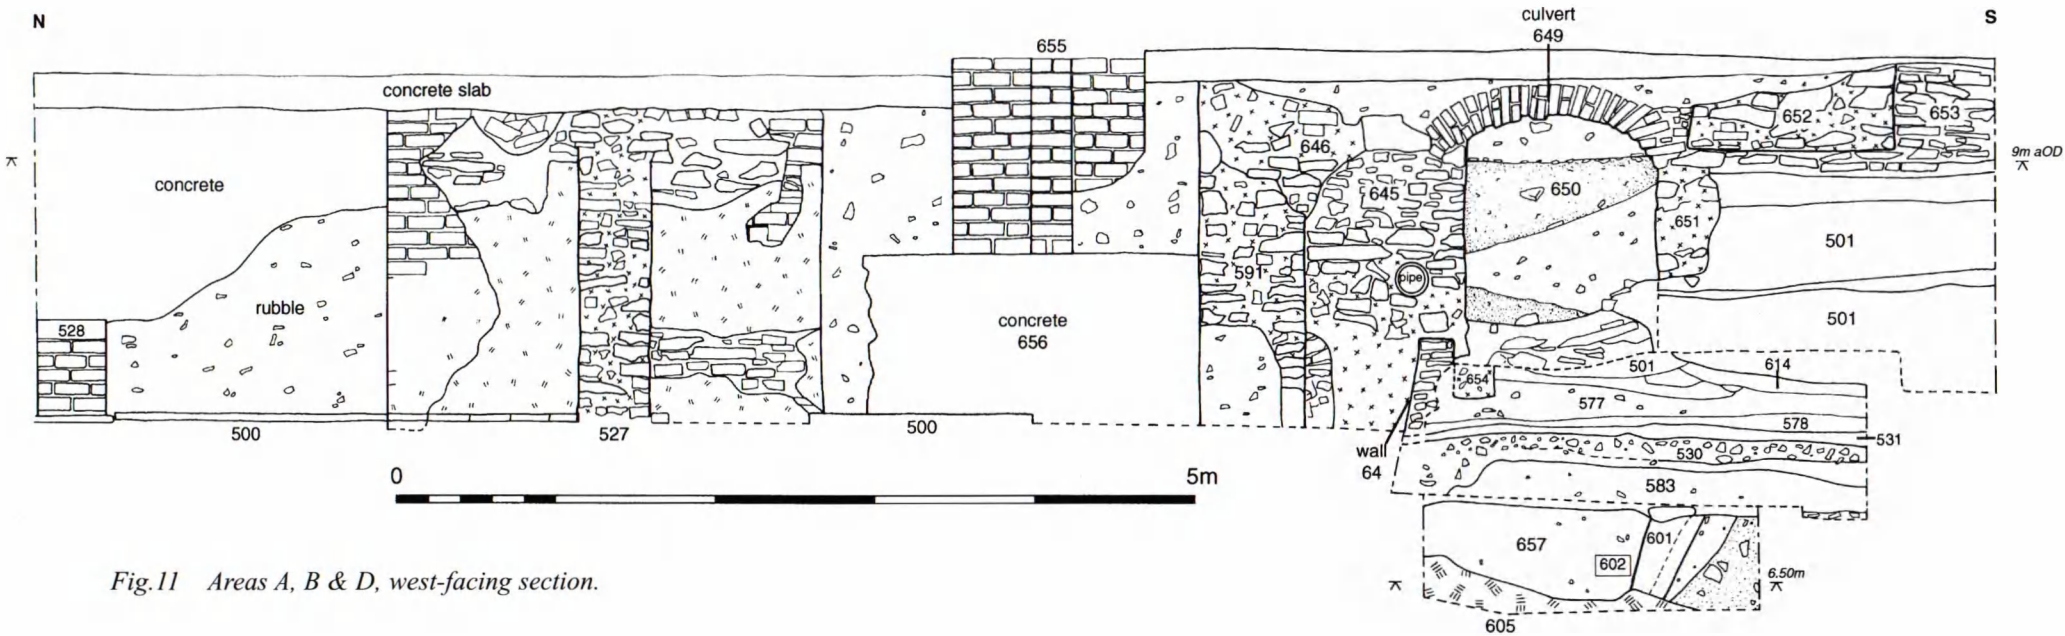 N
culvert
S
649
655
concrete slab
652
653
646
9m aOD
concrete
650
645
651
501
591
pipe
rubble
concrete
501
528
656
501
614
654
577
500
527
500
578
531
wall
530
64
0
5m
583
657
601
602
6.50m
605
Fig.11 Areas A, B & D, west-facing section.